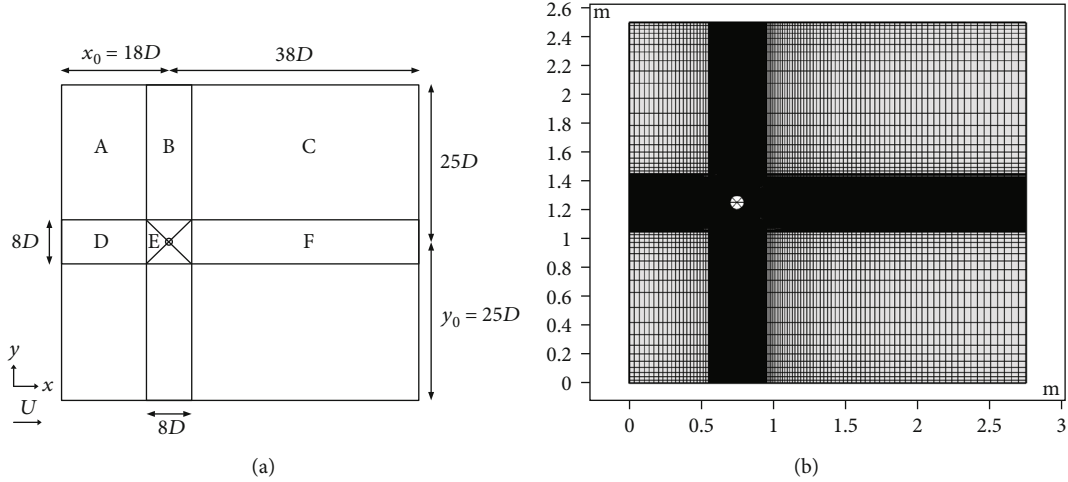 x₀ = 18D
38D
A
B
C
25D
8D
D
E
F
y₀ = 25D
y
x
U
8D
(a)
m
2.6
2.4
2.2
2
1.8
1.6
1.4
1.2
1
0.8
0.6
0.4
0.2
0
m
0 0.5 1 1.5 2 2.5 3
(b)